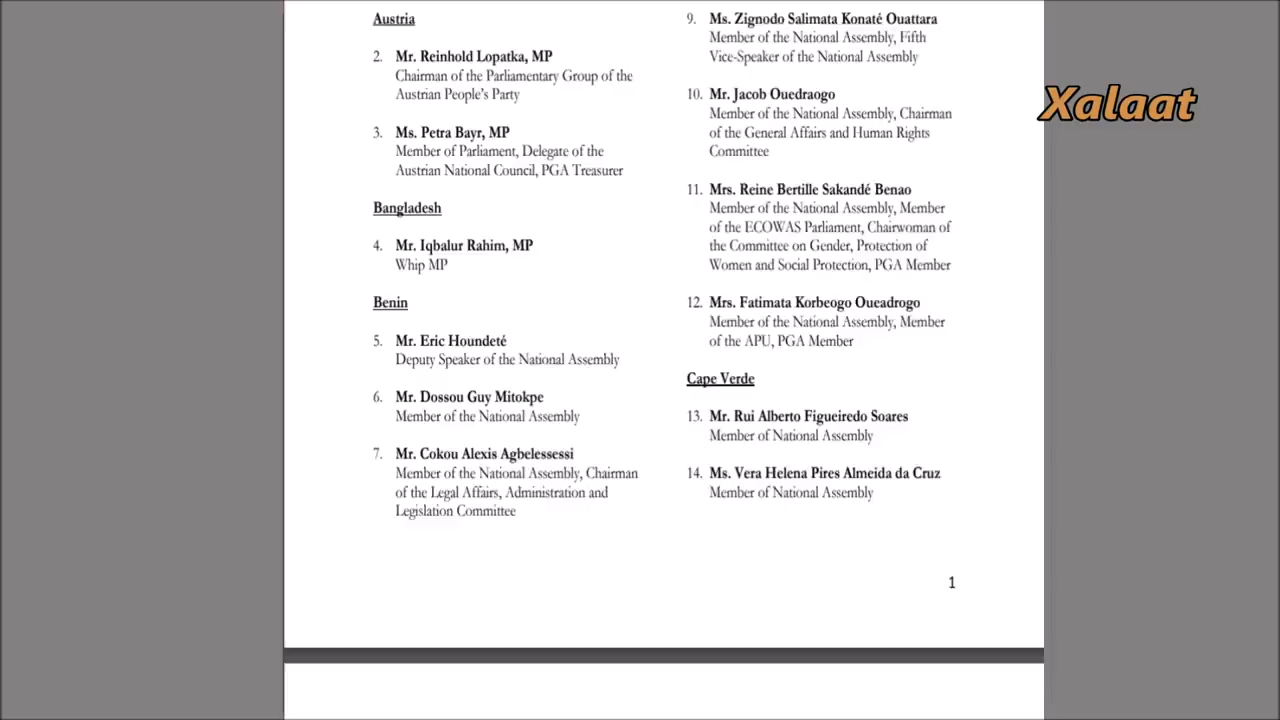 Austria
2. Mr. Reinhold Lopatka, MP
Chairman of the Parliamentary Group of the
Austrian People's Party
3. Ms. Petra Bayr, MP
Member of Parliament, Delegate of the
Austrian National Council, PGA Treasurer
Bangladesh
4. Mr. Iqbalur Rahim, MP
Whip MP
Benin
5. Mr. Eric Houndeté
Deputy Speaker of the National Assembly
6. Mr. Dossou Guy Mitokpe
Member of the National Assembly
7. Mr. Cokou Alexis Agbelessessi
Member of the National Assembly, Chairman
of the Legal Affairs, Administration and
Legislation Committee
9. Ms. Zignodo Salimata Konaté Ouattara
Member of the National Assembly, Fifth
Vice-Speaker of the National Assembly
10. Mr. Jacob Ouedraogo
Member of the National Assembly, Chairman
of the General Affairs and Human Rights
Committee
11. Mrs. Reine Bertille Sakandé Benao
Member of the National Assembly, Member
of the ECOWAS Parliament, Chairwoman of
the Committee on Gender, Protection of
Women and Social Protection, PGA Member
12. Mrs. Fatimata Korbeogo Oueadrogo
Member of the National Assembly, Member
of the APU, PGA Member
Cape Verde
13. Mr. Rui Alberto Figueiredo Soares
Member of National Assembly
14. Ms. Vera Helena Pires Almeida da Cruz
Member of National Assembly
1
Xalaat